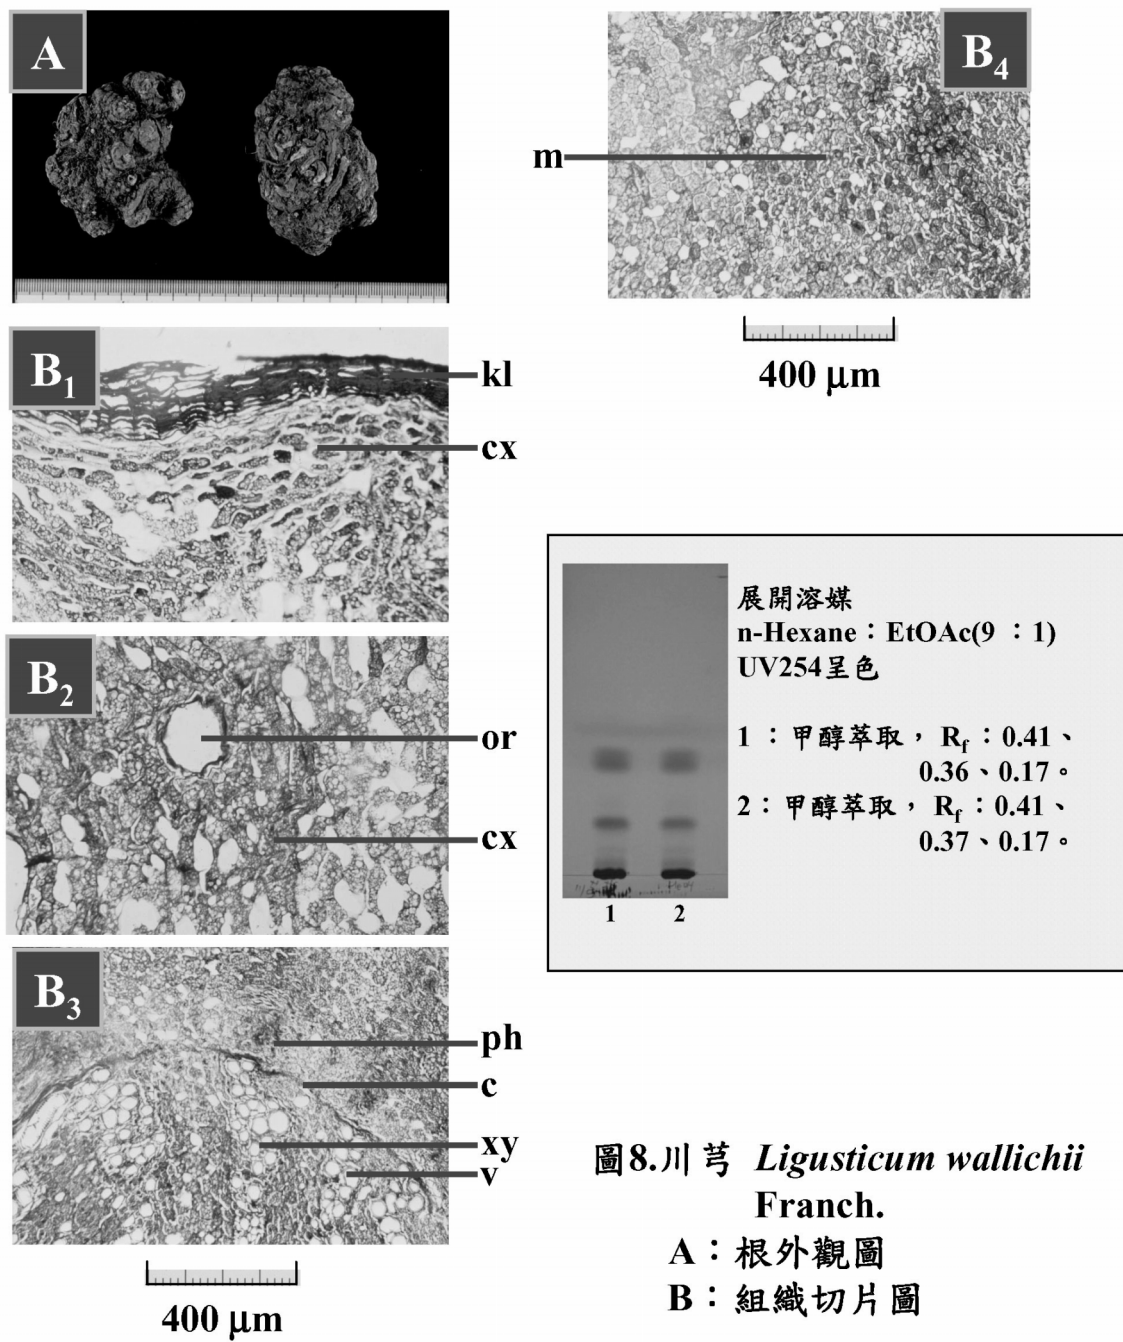 A
B₁
kl
cx
B₂
or
cx
B₃
ph
c
xy
v
400 μm
B₄
m
400 μm
展開溶媒
n-Hexane：EtOAc(9 ：1)
UV254呈色
1 ：甲醇萃取，R_f：0.41、
0.36、0.17。
2：甲醇萃取，R_f：0.41、
0.37、0.17。
1 2
圖8.川芎 Ligusticum wallichii
Franch.
A：根外觀圖
B：組織切片圖